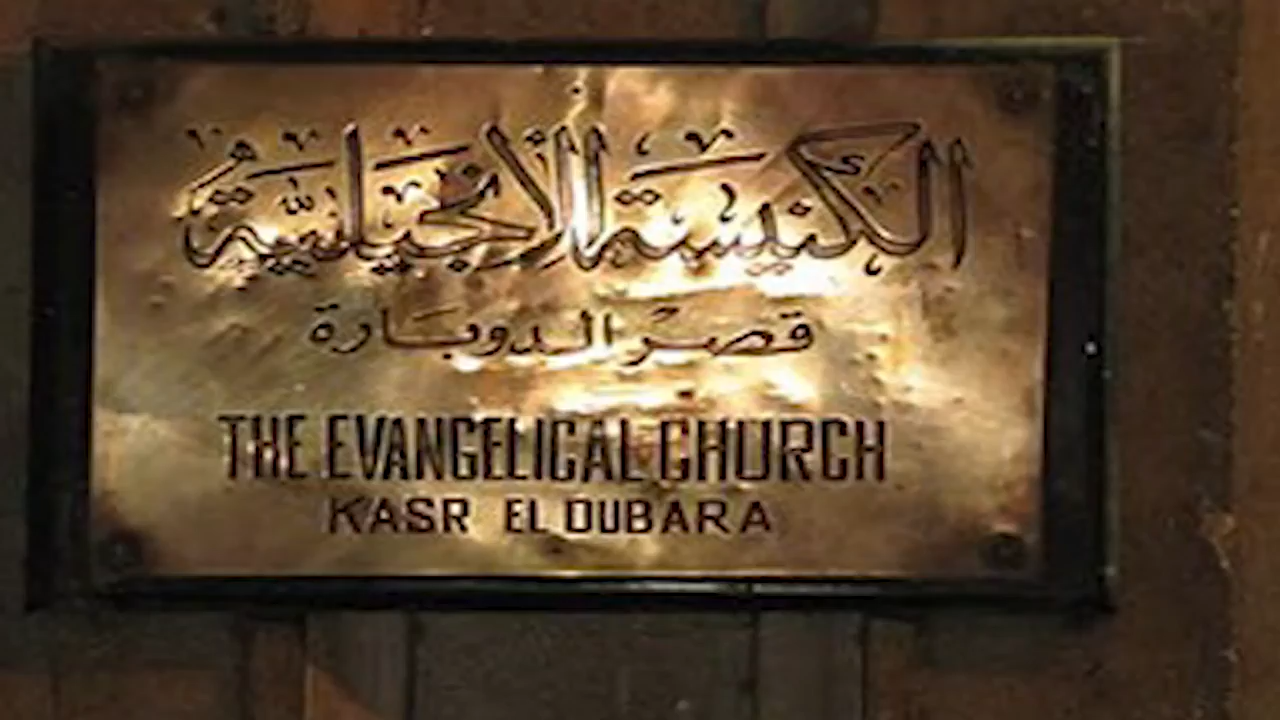 الكنيسة الإنجيلية
قصر الدوبارة
THE EVANGELICAL CHURCH
KASR EL DUBARA